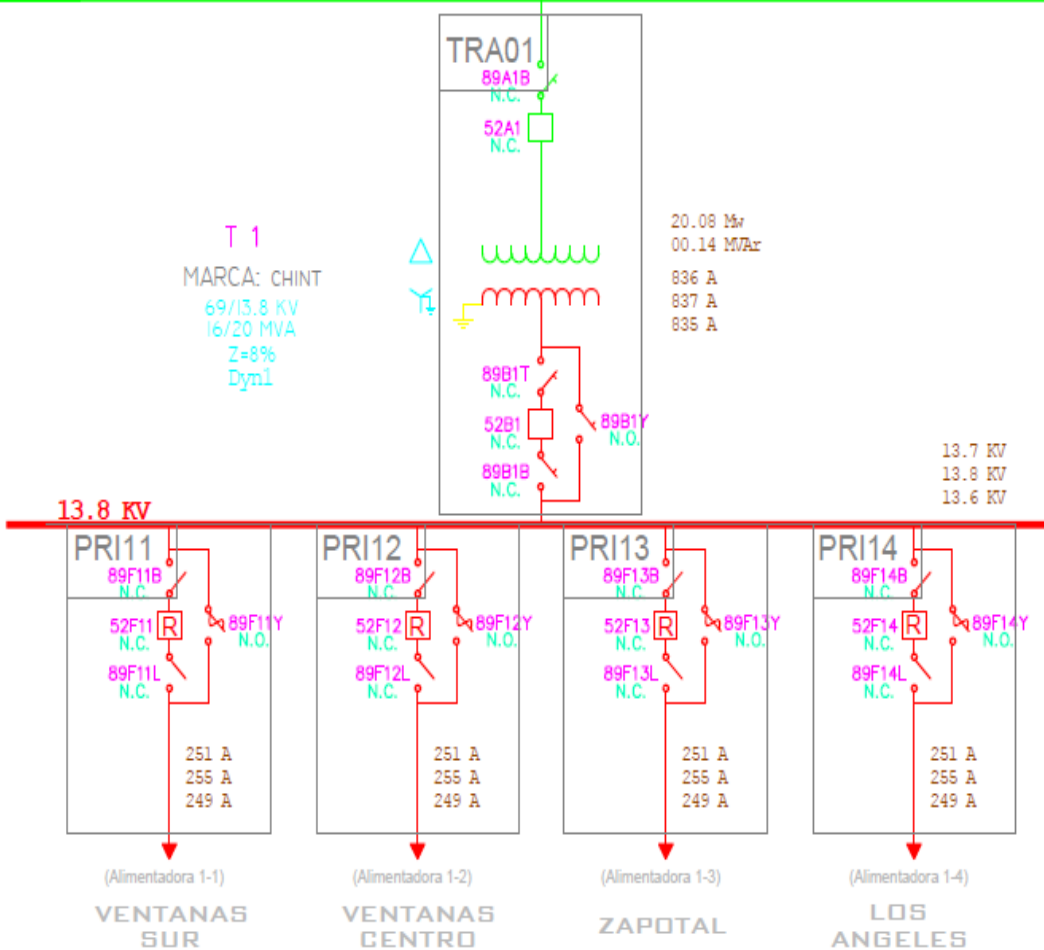 TRA01
89A1B
N.C.
52A1
N.C.
T 1
MARCA: CHINT
69/13.8 KV
16/20 MVA
Z=8%
Dyn1
20.08 Mw
00.14 MVAr
836 A
837 A
835 A
89B1T
N.C.
52B1
N.C.
89B1Y
N.O.
89B1B
N.C.
13.7 KV
13.8 KV
13.6 KV
13.8 KV
PRI11
89F11B
N.C.
52F11
N.C.
R
89F11Y
N.O.
89F11L
N.C.
251 A
255 A
249 A
(Alimentadora 1-1)
VENTANAS
SUR
PRI12
89F12B
N.C.
52F12
N.C.
R
89F12Y
N.O.
89F12L
N.C.
251 A
255 A
249 A
(Alimentadora 1-2)
VENTANAS
CENTRO
PRI13
89F13B
N.C.
52F13
N.C.
R
89F13Y
N.O.
89F13L
N.C.
251 A
255 A
249 A
(Alimentadora 1-3)
ZAPOTAL
PRI14
89F14B
N.C.
52F14
N.C.
R
89F14Y
N.O.
89F14L
N.C.
251 A
255 A
249 A
(Alimentadora 1-4)
LOS
ANGELES